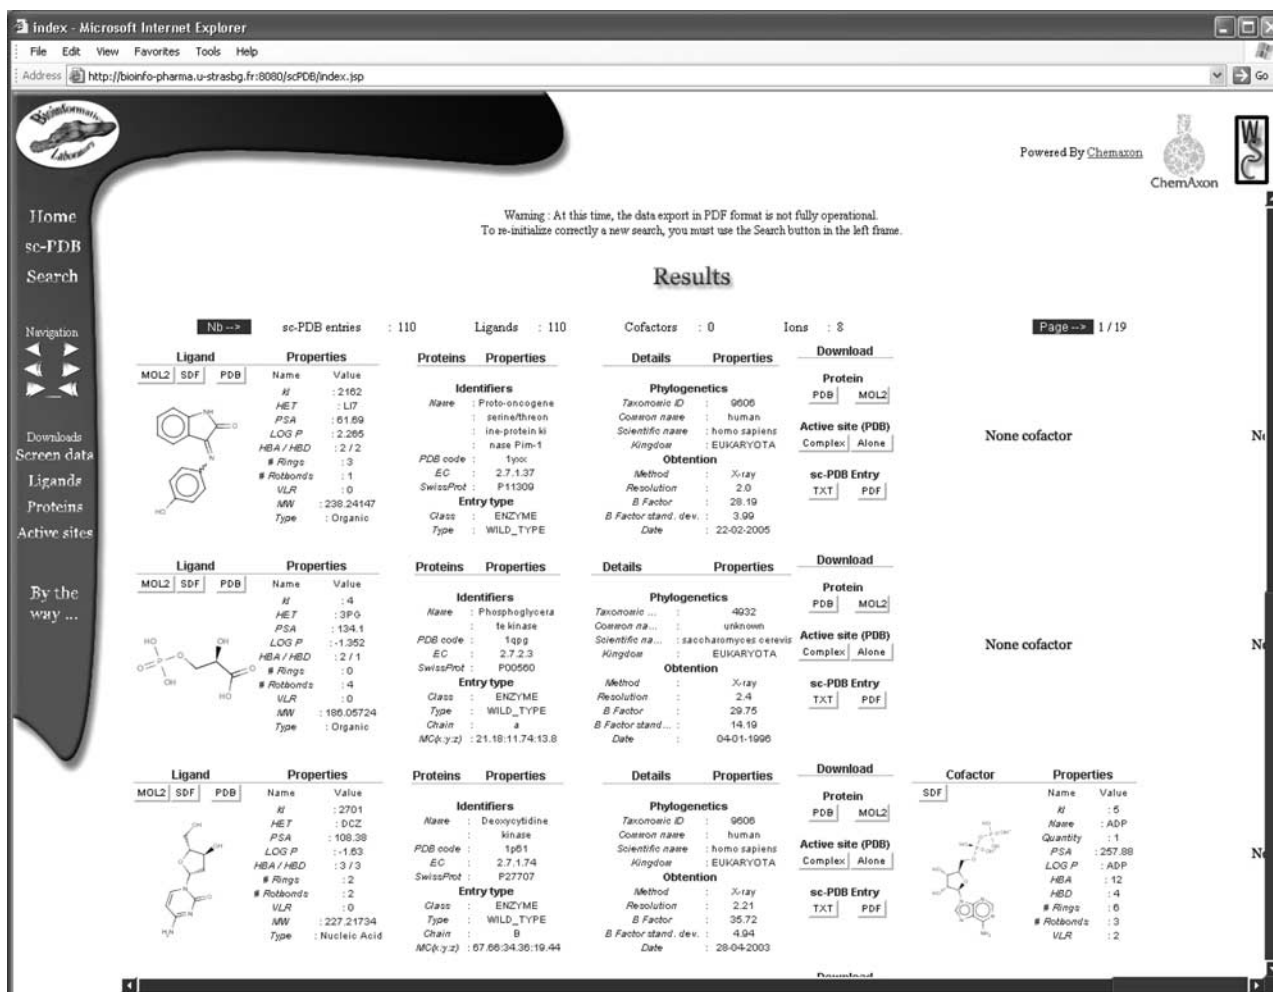 index - Microsoft Internet Explorer
File Edit View Favorites Tools Help
Address http://bioinfo-pharma.u-strasbg.fr:8080/scPDB/index.jsp Go
Bioinformatics
Laboratory
Powered By Chemaxon
ChemAxon
WSC
Home
sc-PDB
Search
Navigation
Downloads
Screen data
Ligands
Proteins
Active sites
By the
way ...
Warning : At this time, the data export in PDF format is not fully operational.
To re-initialize correctly a new search, you must use the Search button in the left frame.
Results
Nb --> sc-PDB entries : 110 Ligands : 110 Cofactors : 0 Ions : 8 Page --> 1 / 19
Ligand Properties
MOL2 SDF PDB Name Value
id : 2162
HET : LI7
PSA : 61.69
LOG P : 2.265
HBA / HBD : 2 / 2
# Rings : 3
# Rotbonds : 1
VLR : 0
MW : 238.24147
Type : Organic
NH
O
N
HO
Proteins Properties
Identifiers
Name : Proto-oncogene
: serine/threon
: ine-protein ki
: nase Pim-1
PDB code : 1yxx
EC : 2.7.1.37
SwissProt : P11309
Entry type
Class : ENZYME
Type : WILD_TYPE
Details Properties
Phylogenetics
Taxonomic ID : 9606
Common name : human
Scientific name : homo sapiens
Kingdom : EUKARYOTA
Obtention
Method : X-ray
Resolution : 2.0
B Factor : 28.19
B Factor stand. dev. : 3.99
Date : 22-02-2005
Download
Protein
PDB MOL2
Active site (PDB)
Complex Alone
sc-PDB Entry
TXT PDF
None cofactor
Ligand Properties
MOL2 SDF PDB Name Value
id : 4
HET : 3PG
PSA : 134.1
LOG P : -1.352
HBA / HBD : 2 / 1
# Rings : 0
# Rotbonds : 4
VLR : 0
MW : 186.05724
Type : Organic
HO
OH
O
P
O
OH
O
HO
Proteins Properties
Identifiers
Name : Phosphoglycera
: te kinase
PDB code : 1qpg
EC : 2.7.2.3
SwissProt : P00560
Entry type
Class : ENZYME
Type : WILD_TYPE
Chain : a
MC(x:y:z) : 21.18:11.74:13.8
Details Properties
Phylogenetics
Taxonomic ... : 4932
Common na... : unknown
Scientific na... : saccharomyces cerevis
Kingdom : EUKARYOTA
Obtention
Method : X-ray
Resolution : 2.4
B Factor : 29.75
B Factor stand... : 14.19
Date : 04-01-1996
Download
Protein
PDB MOL2
Active site (PDB)
Complex Alone
sc-PDB Entry
TXT PDF
None cofactor
Ligand Properties
MOL2 SDF PDB Name Value
id : 2701
HET : DCZ
PSA : 108.38
LOG P : -1.63
HBA / HBD : 3 / 3
# Rings : 2
# Rotbonds : 2
VLR : 0
MW : 227.21734
Type : Nucleic Acid
Proteins Properties
Identifiers
Name : Deoxycytidine
: kinase
PDB code : 1p61
EC : 2.7.1.74
SwissProt : P27707
Entry type
Class : ENZYME
Type : WILD_TYPE
Chain : B
MC(x:y:z) : 67.66:34.36:19.44
Details Properties
Phylogenetics
Taxonomic ID : 9606
Common name : human
Scientific name : homo sapiens
Kingdom : EUKARYOTA
Obtention
Method : X-ray
Resolution : 2.21
B Factor : 35.72
B Factor stand. dev. : 4.94
Date : 28-04-2003
Download
Protein
PDB MOL2
Active site (PDB)
Complex Alone
sc-PDB Entry
TXT PDF
Cofactor Properties
SDF Name Value
id : 5
Name : ADP
Quantity : 1
PSA : 257.88
LOG P : ADP
HBA : 12
HBD : 4
# Rings : 6
# Rotbonds : 3
VLR : 2
Download